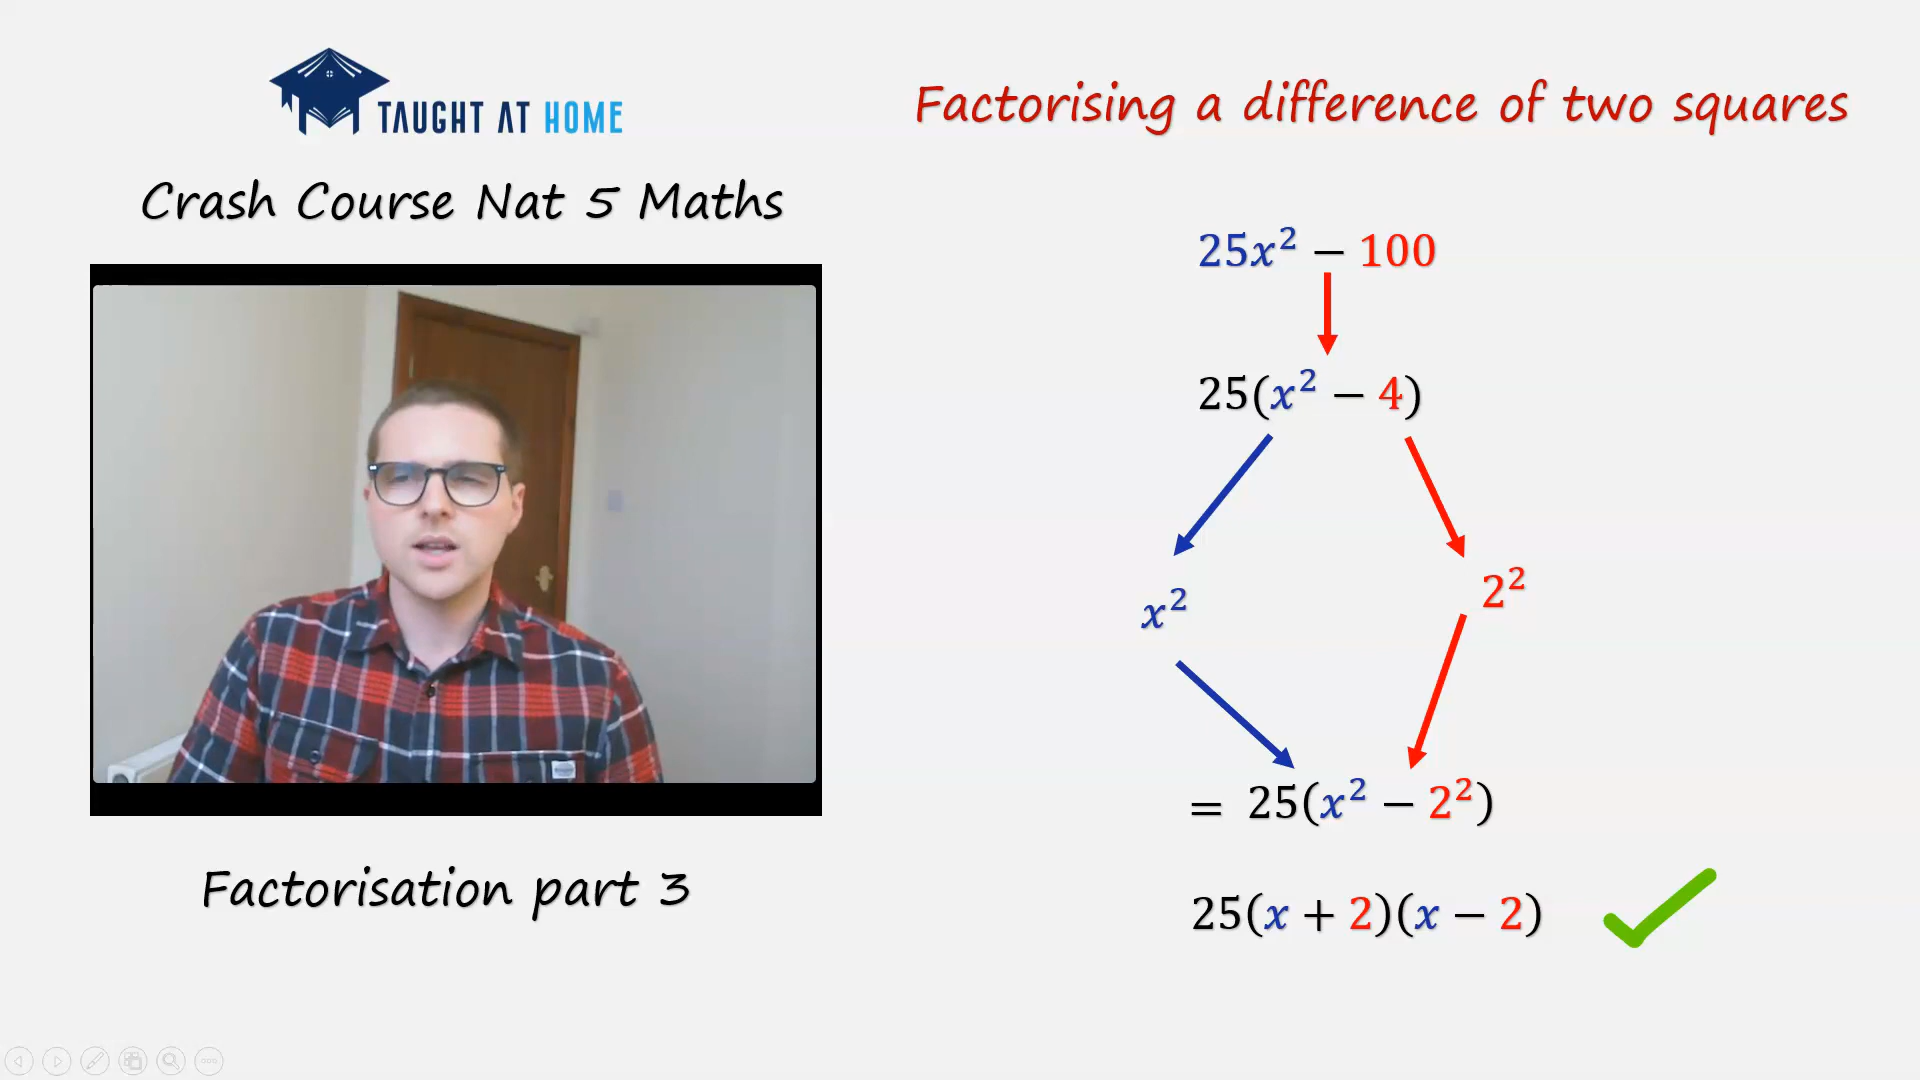 TAUGHT AT HOME
Crash Course Nat 5 Maths
Factorisation part 3
Factorising a difference of two squares
25x² − 100
25(x² − 4)
x²
2²
= 25(x² − 2²)
25(x + 2)(x − 2)